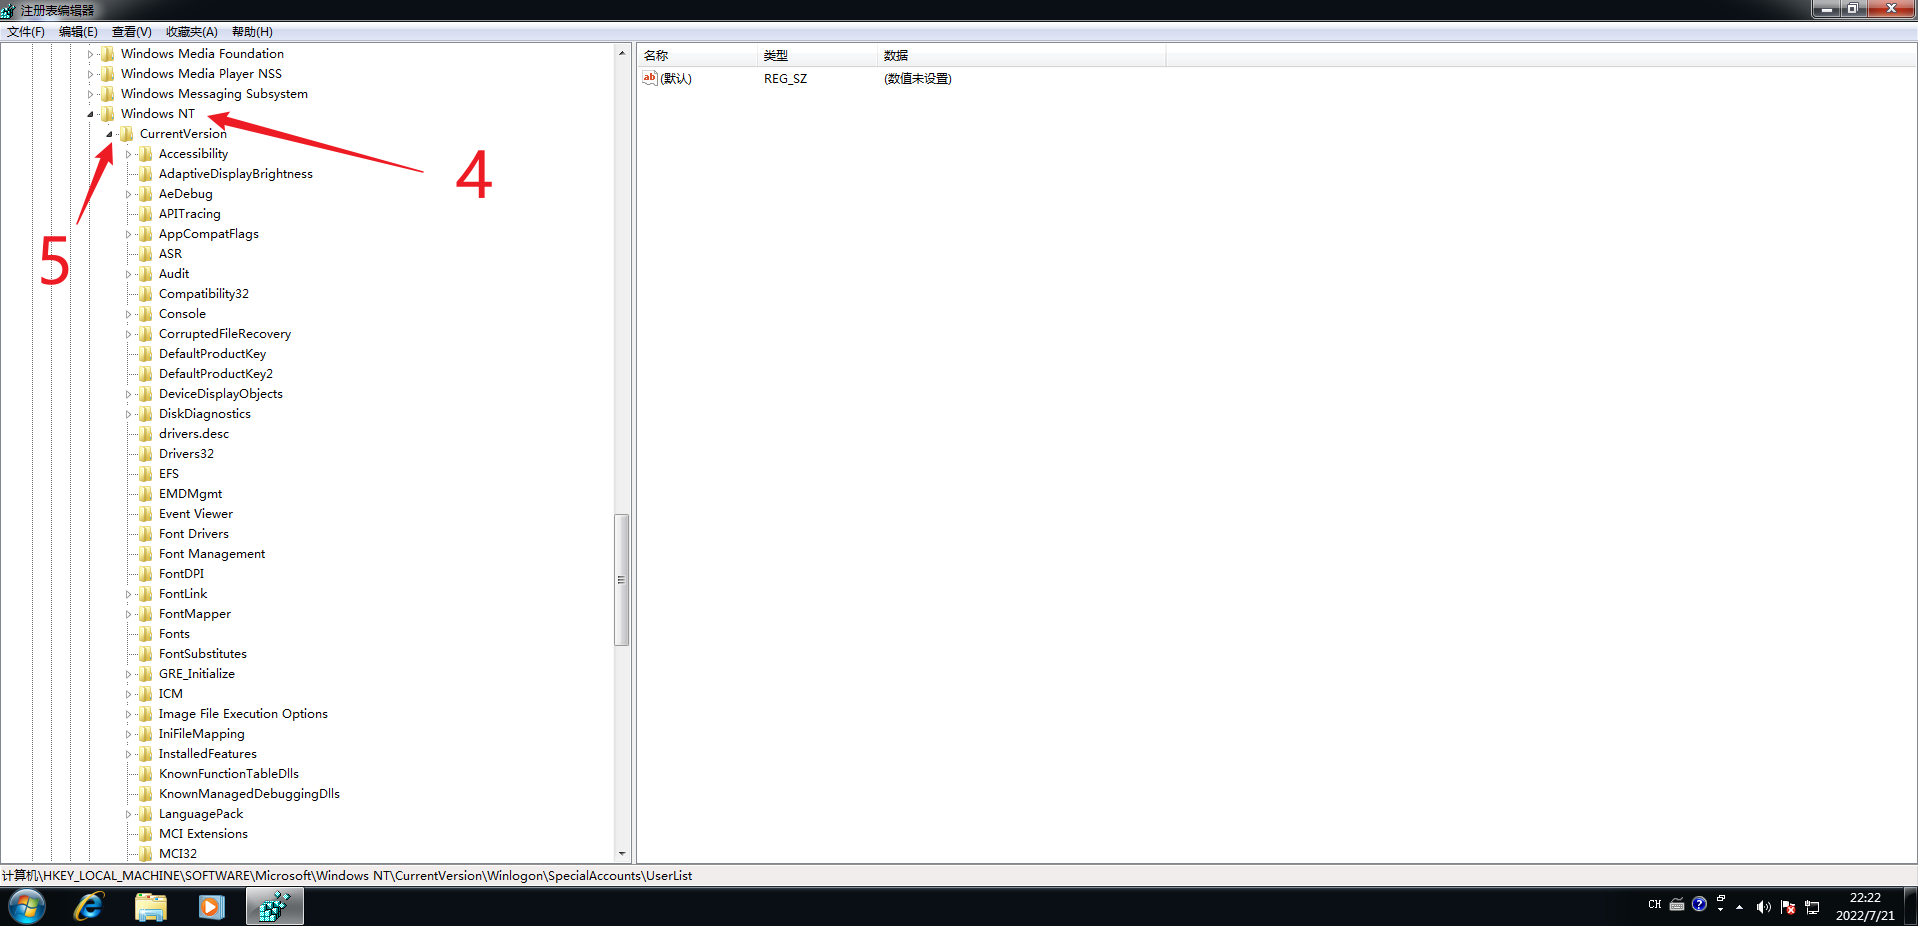 注册表编辑器
文件(F) 编辑(E) 查看(V) 收藏夹(A) 帮助(H)
Windows Media Foundation
Windows Media Player NSS
Windows Messaging Subsystem
Windows NT
CurrentVersion
Accessibility
AdaptiveDisplayBrightness
AeDebug
APITracing
AppCompatFlags
ASR
Audit
Compatibility32
Console
CorruptedFileRecovery
DefaultProductKey
DefaultProductKey2
DeviceDisplayObjects
DiskDiagnostics
drivers.desc
Drivers32
EFS
EMDMgmt
Event Viewer
Font Drivers
Font Management
FontDPI
FontLink
FontMapper
Fonts
FontSubstitutes
GRE_Initialize
ICM
Image File Execution Options
IniFileMapping
InstalledFeatures
KnownFunctionTableDlls
KnownManagedDebuggingDlls
LanguagePack
MCI Extensions
MCI32
4
5
名称 类型 数据
ab (默认) REG_SZ (数值未设置)
计算机\HKEY_LOCAL_MACHINE\SOFTWARE\Microsoft\Windows NT\CurrentVersion\Winlogon\SpecialAccounts\UserList
CH
22:22
2022/7/21